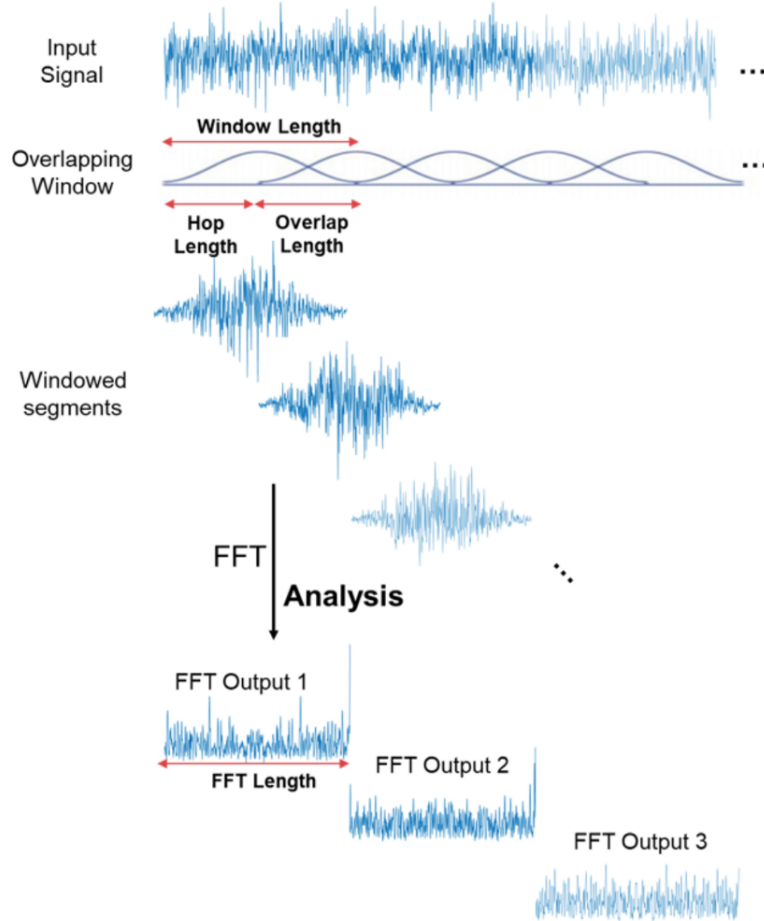 Input
Signal
...
Window Length
Overlapping
Window
...
Hop
Length
Overlap
Length
Windowed
segments
FFT
Analysis
...
FFT Output 1
FFT Length
FFT Output 2
FFT Output 3